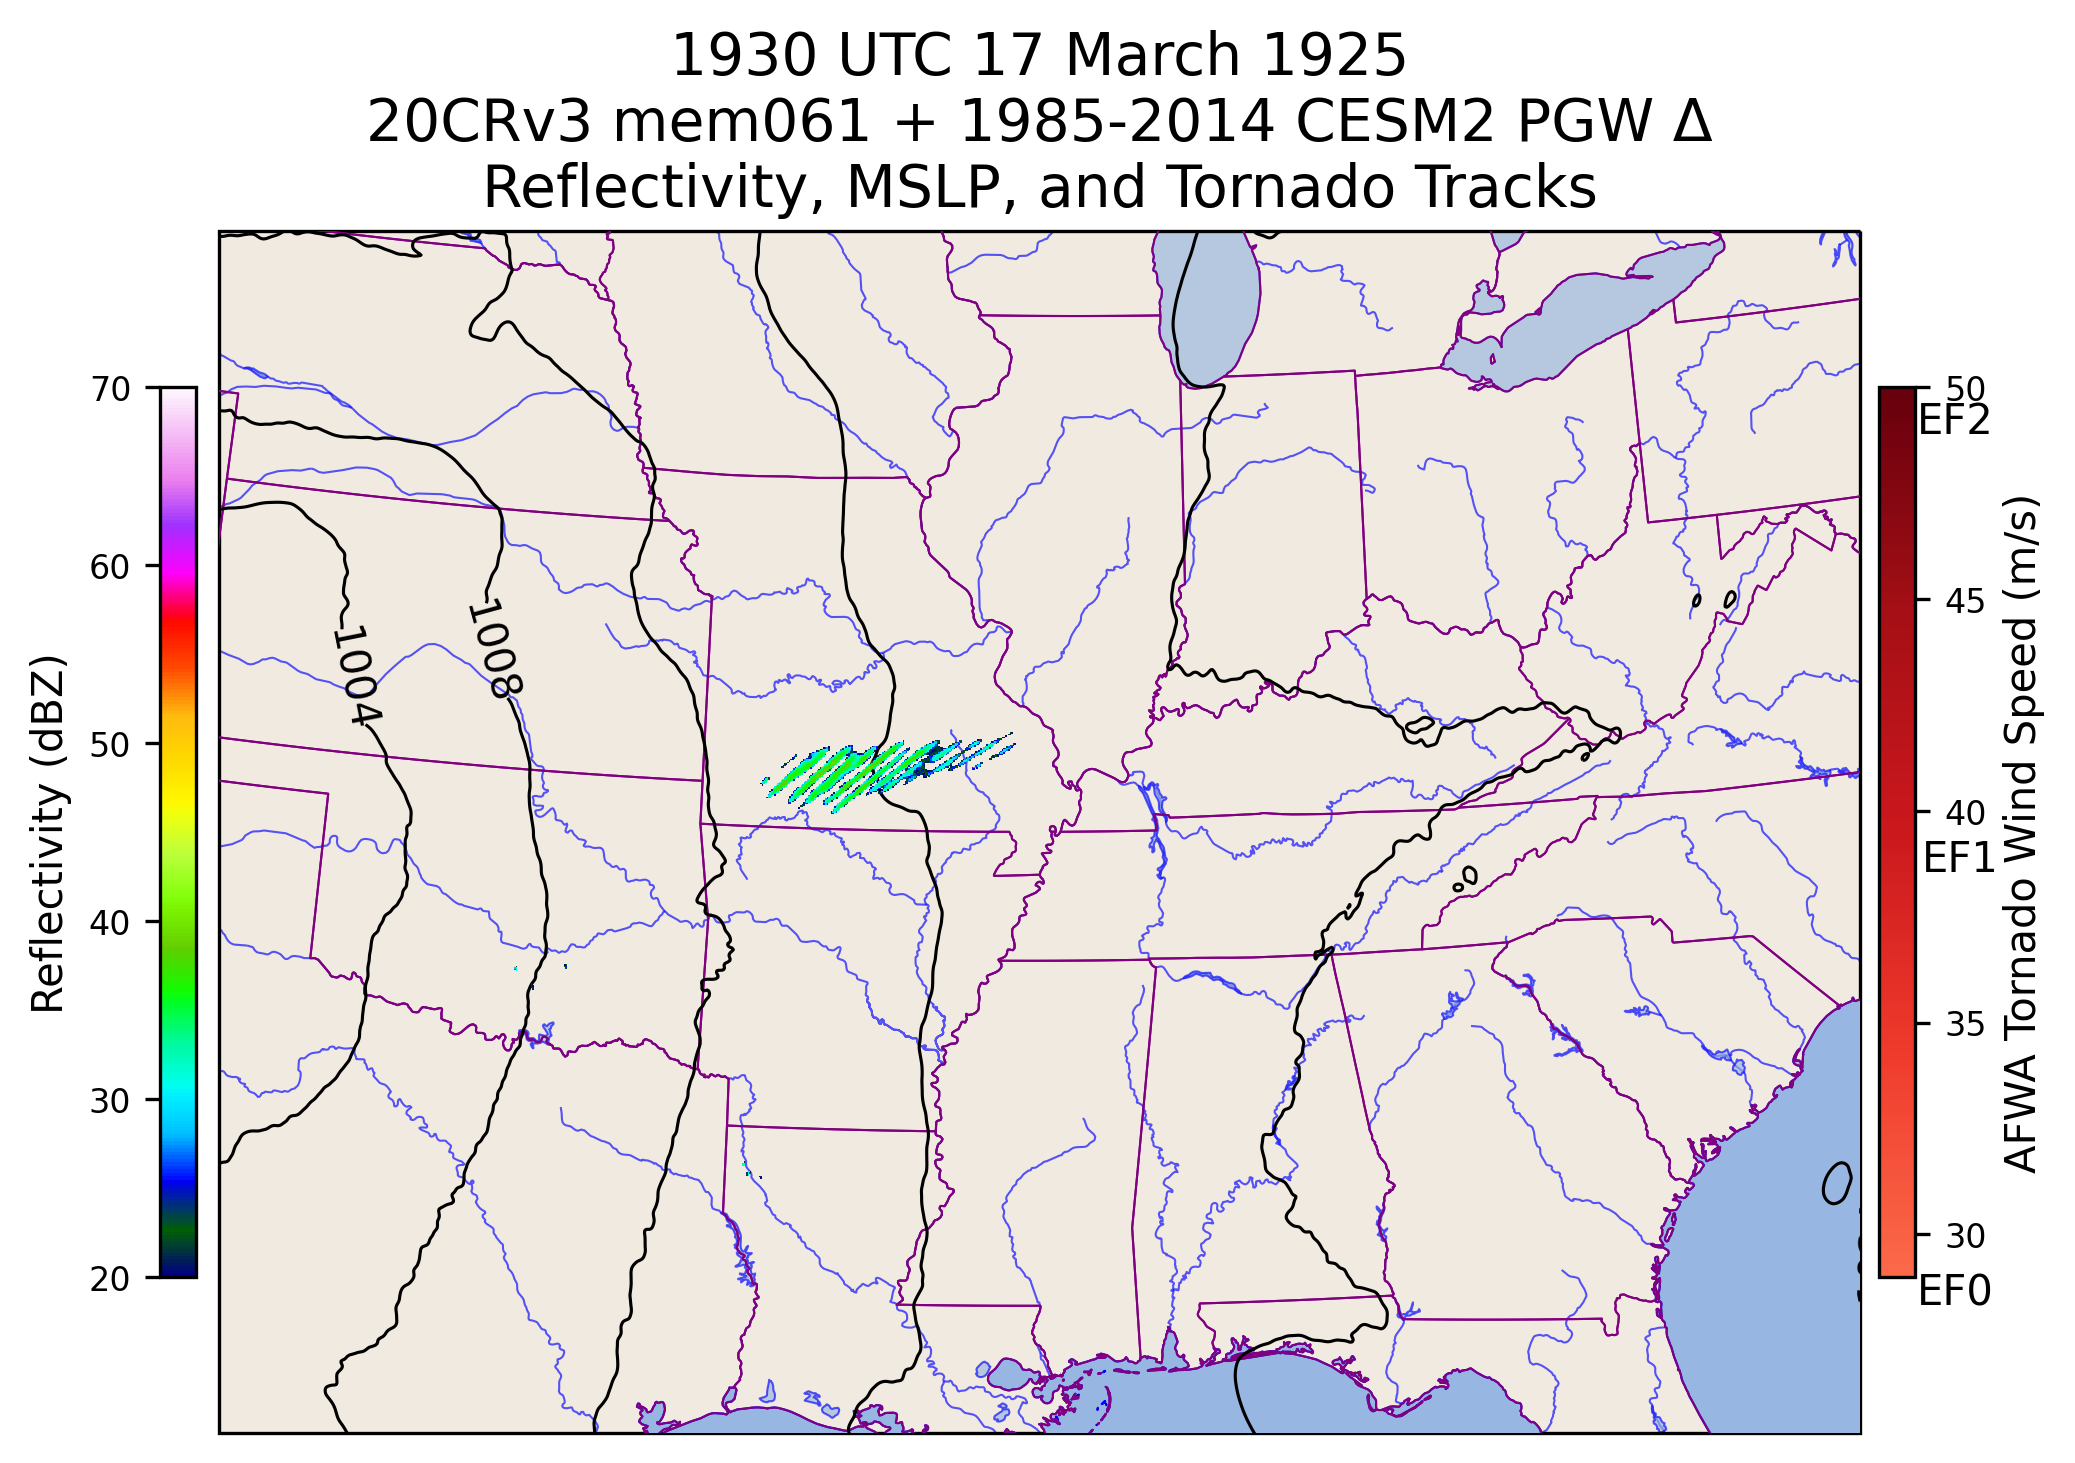 1930 UTC 17 March 1925
20CRv3 mem061 + 1985-2014 CESM2 PGW Δ
Reflectivity, MSLP, and Tornado Tracks
Reflectivity (dBZ)
70
60
50
40
30
20
1004
1008
50
EF2
45
40
EF1
35
30
EF0
AFWA Tornado Wind Speed (m/s)